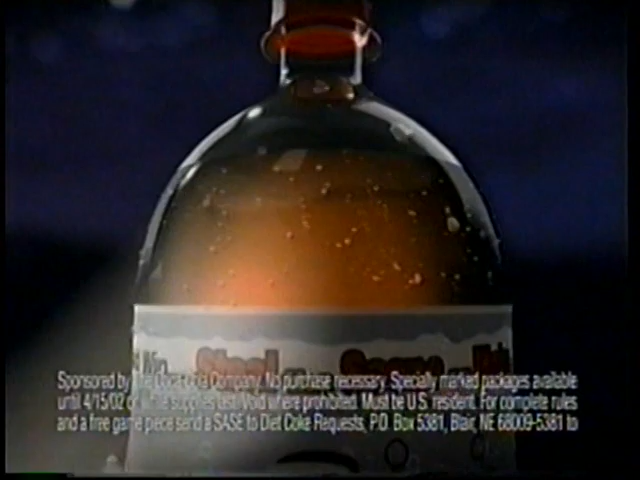 Sponsored by The Coca-Cola Company. No purchase necessary. Specially marked packages available
until 4/15/02 or while supplies last. Void where prohibited. Must be U.S. resident. For complete rules
and a free game piece send a SASE to Diet Coke Requests, P.O. Box 5381, Blair, NE 68009-5381 to